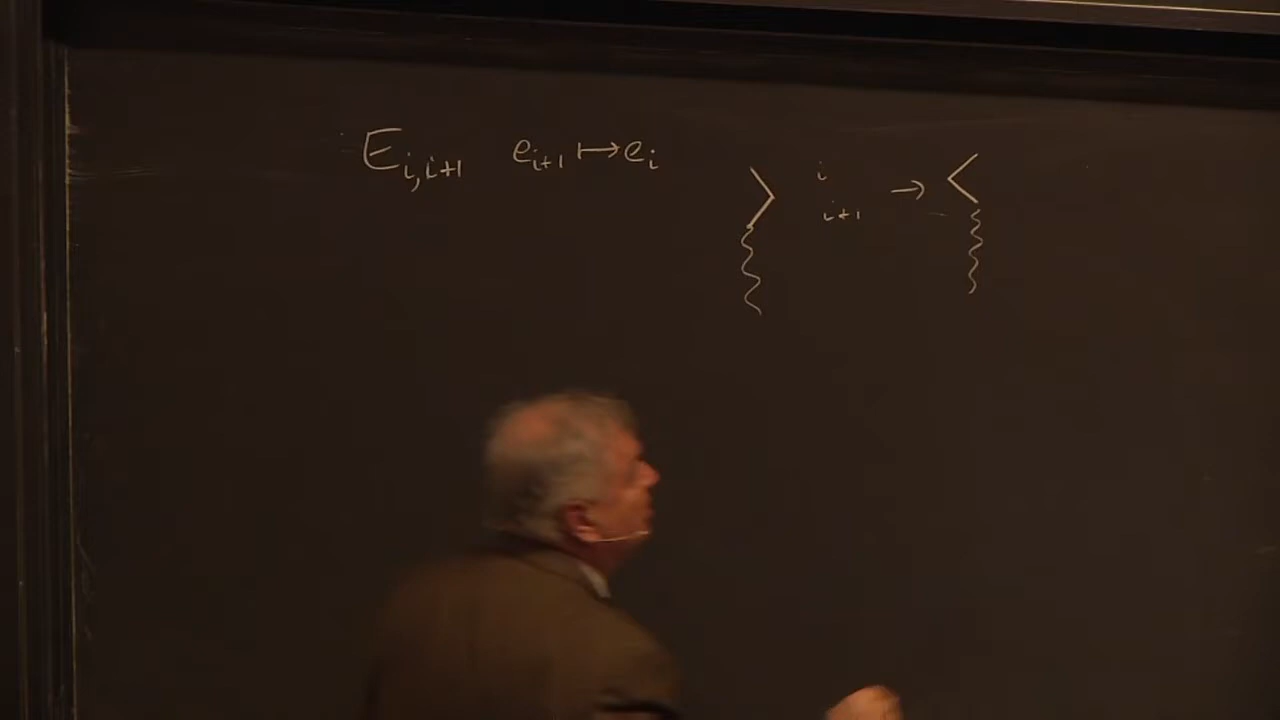 E_{i,i+1} e_{i+1} ↦ e_i
i →
i+1